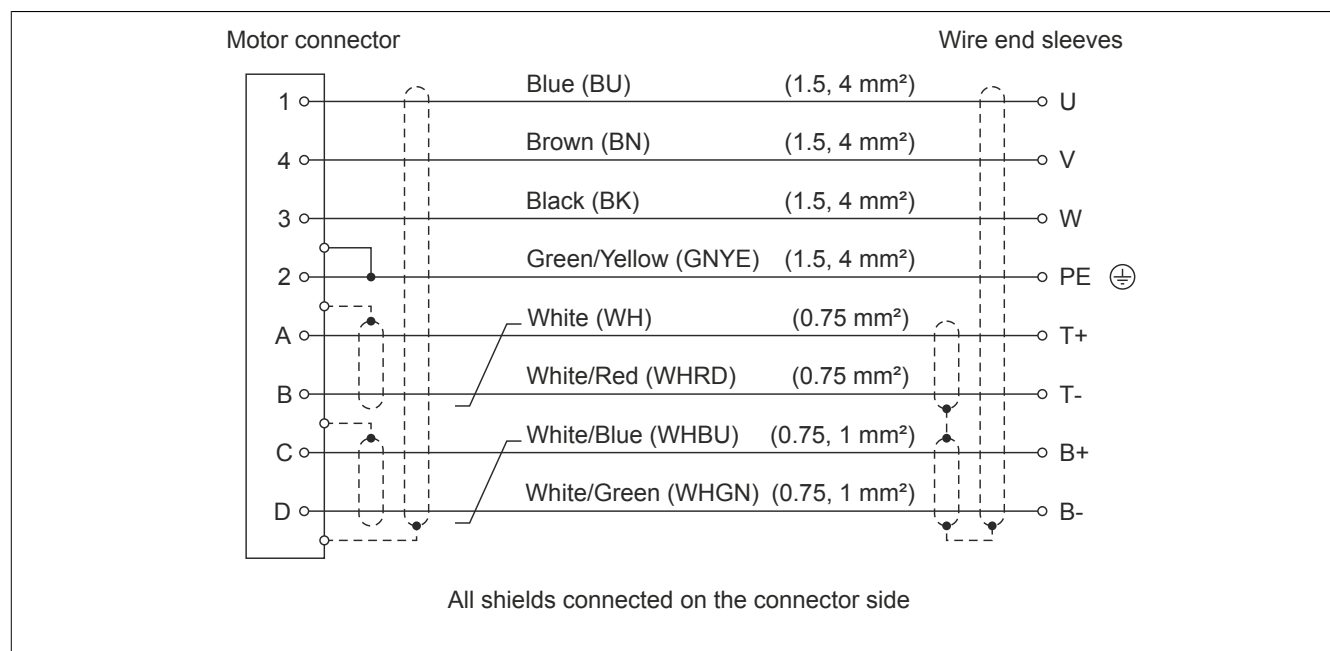 Motor connector Wire end sleeves
1 Blue (BU) (1.5, 4 mm²) U
4 Brown (BN) (1.5, 4 mm²) V
3 Black (BK) (1.5, 4 mm²) W
2 Green/Yellow (GNYE) (1.5, 4 mm²) PE
A White (WH) (0.75 mm²) T+
B White/Red (WHRD) (0.75 mm²) T-
C White/Blue (WHBU) (0.75, 1 mm²) B+
D White/Green (WHGN) (0.75, 1 mm²) B-
All shields connected on the connector side